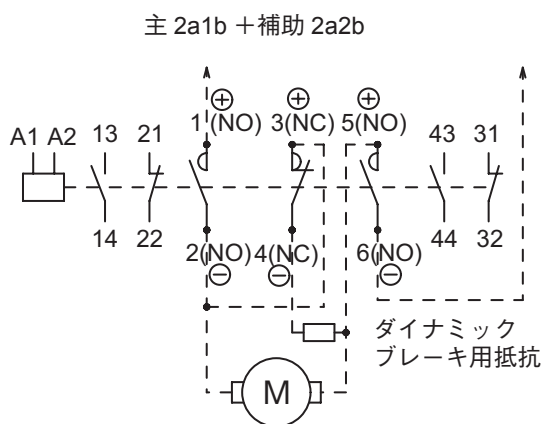 主 2a1b ＋補助 2a2b
⊕ ⊕ ⊕
1 (NO) 3(NC) 5(NO)
A1 A2 13 21 43 31
14 22 44 32
2(NO) 4(NC) 6(NO)
⊖ ⊖ ⊖
ダイナミック
ブレーキ用抵抗
M